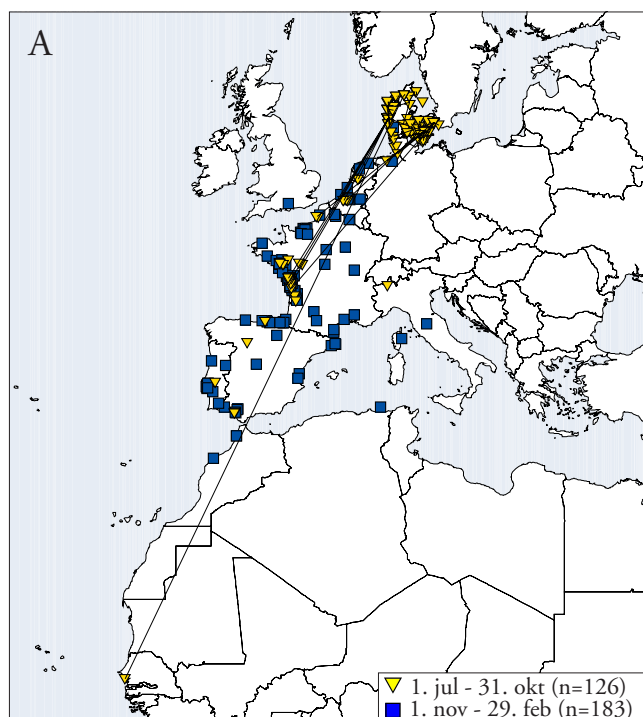 A
1. jul - 31. okt (n=126)
1. nov - 29. feb (n=183)